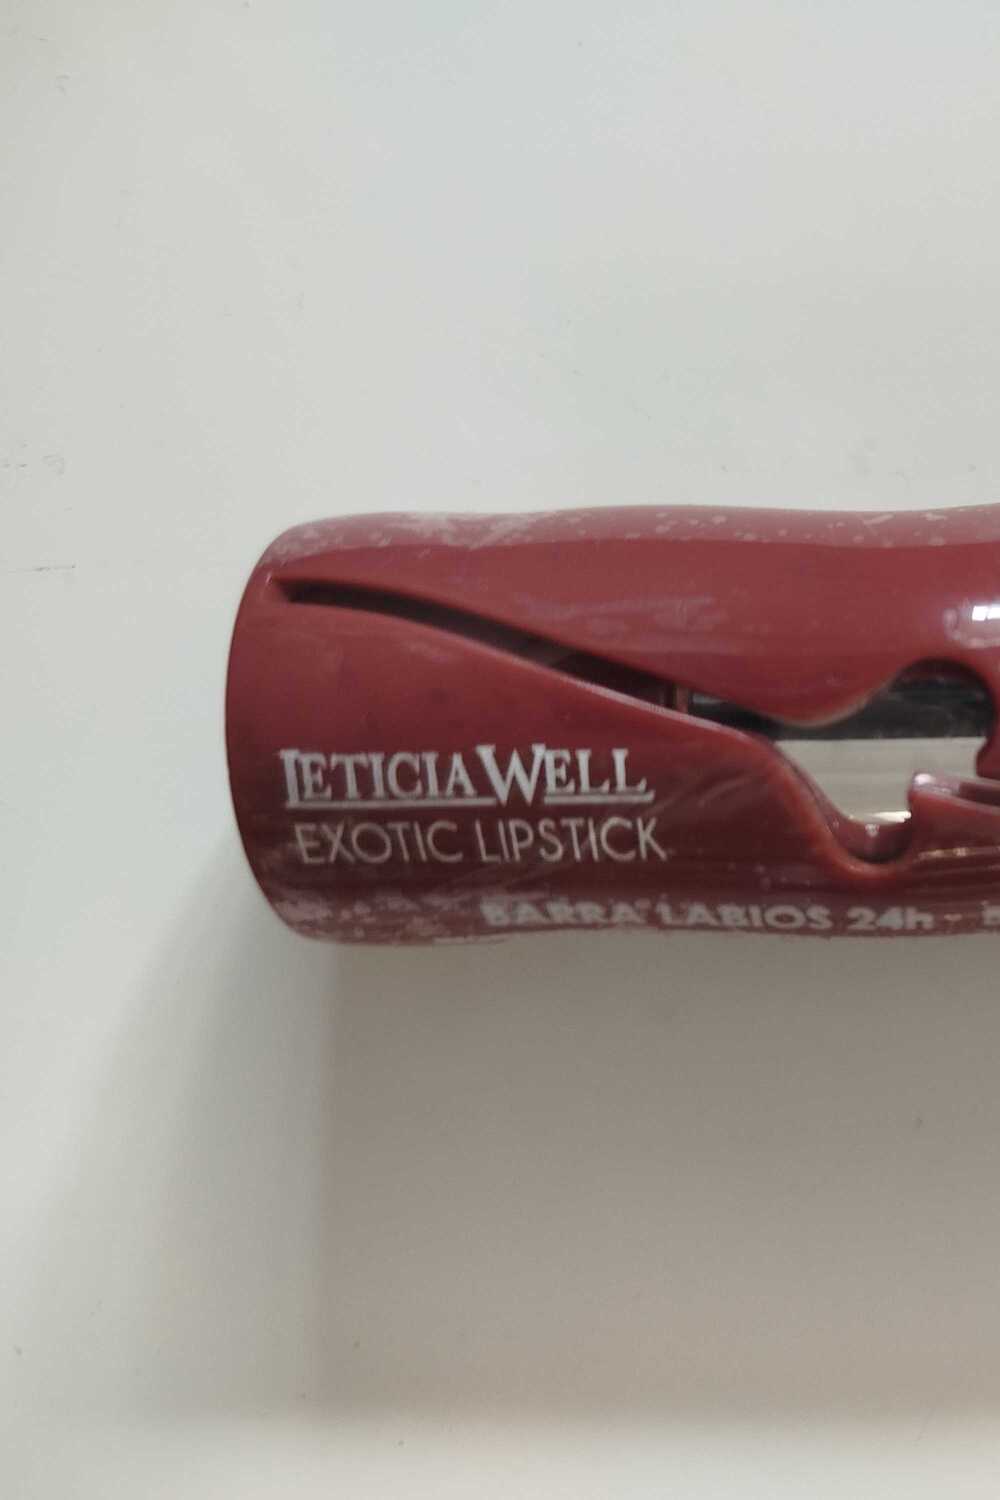 LETICIA WELL
EXOTIC LIPSTICK
BARRA LABIOS 24h -